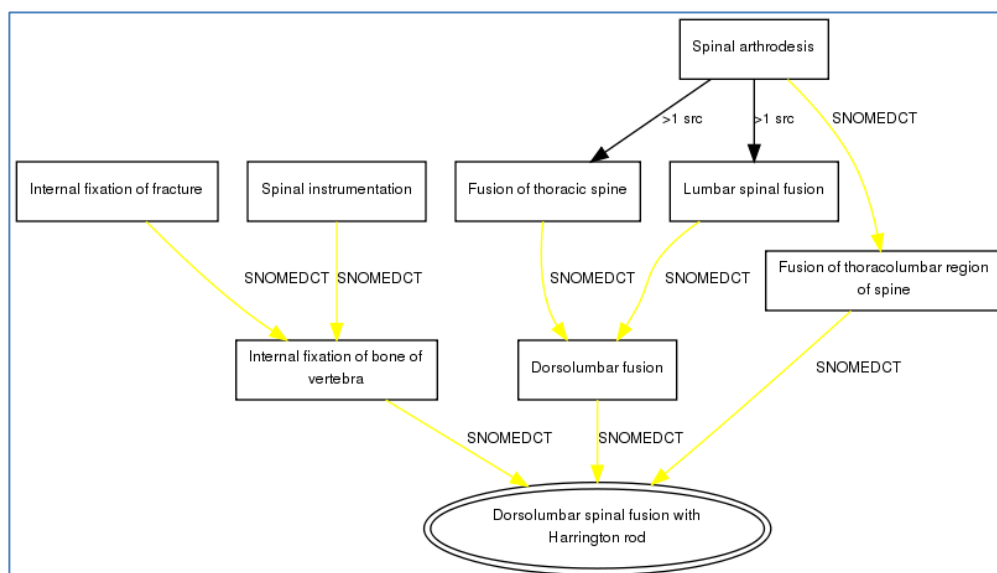 Spinal arthrodesis
>1 src
>1 src
SNOMEDCT
Internal fixation of fracture
Spinal instrumentation
Fusion of thoracic spine
Lumbar spinal fusion
Fusion of thoracolumbar region
of spine
SNOMEDCT
SNOMEDCT
SNOMEDCT
SNOMEDCT
Internal fixation of bone of
vertebra
Dorsolumbar fusion
SNOMEDCT
SNOMEDCT
SNOMEDCT
Dorsolumbar spinal fusion with
Harrington rod